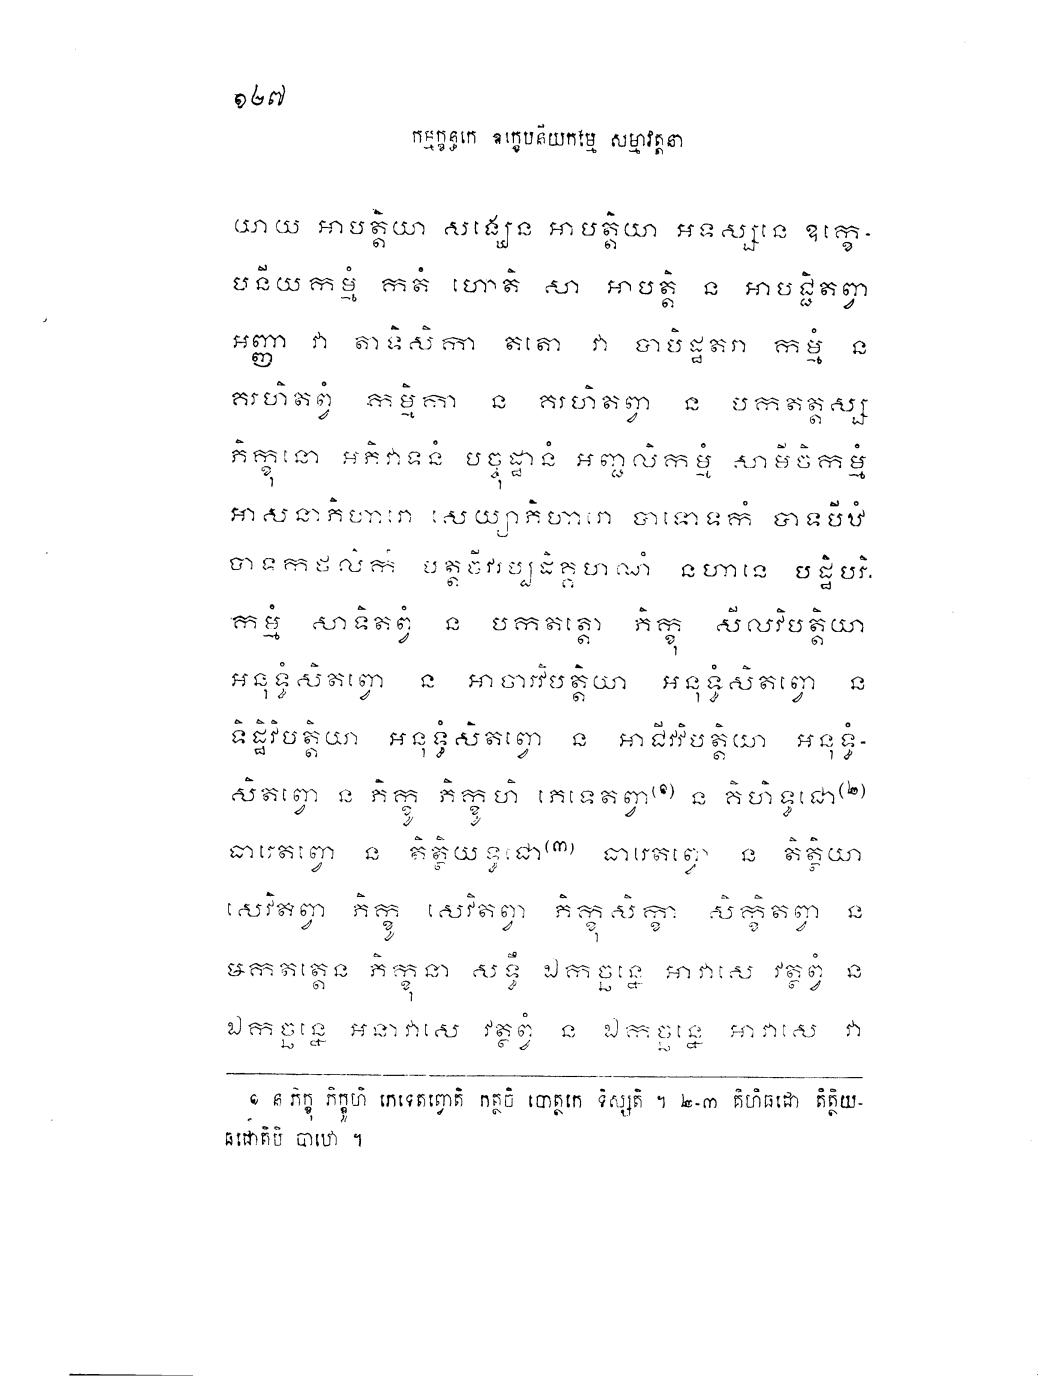 ១២៧
កម្មក្ខន្ធកេ ឧក្ខេបនីយកម្មេ សម្មាវត្តនា
យាយ អាបត្តិយា សង្ឃេន អាបត្តិយា អទស្សនេ ឧក្ខេ-
បនីយកម្មំ កតំ ហោតិ សា អាបត្តិ ន អាបជ្ជិតព្វា
អញ្ញា វា តាទិសិកា តតោ វា បាបិដ្ឋតរា កម្មំ ន
គរហិតព្វំ កម្មិកា ន គរហិតព្វា ន បកតត្តស្ស
ភិក្ខុនោ អភិវាទនំ បច្ចុដ្ឋានំ អញ្ជលិកម្មំ សាមីចិកម្មំ
អាសនាភិហារោ សេយ្យាភិហារោ បាទោទកំ បាទបីឋំ
បាទកថលិកំ បត្តចីវរប្បដិគ្គហណំ នហានេ បិដ្ឋិបរិ-
កម្មំ សាទិតព្វំ ន បកតត្តោ ភិក្ខុ សីលវិបត្តិយា
អនុទ្ធំសិតព្វោ ន អាចារវិបត្តិយា អនុទ្ធំសិតព្វោ ន
ទិដ្ឋិវិបត្តិយា អនុទ្ធំសិតព្វោ ន អាជីវវិបត្តិយា អនុទ្ធំ-
សិតព្វោ ន ភិក្ខូ ភិក្ខូហិ ភេទេតព្វា(១) ន គិហិទ្ធជោ(២)
ធារេតព្វោ ន តិត្ថិយទ្ធជោ(៣) ធារេតព្វោ ន តិត្ថិយា
សេវិតព្វា ភិក្ខូ សេវិតព្វា ភិក្ខុសិក្ខា សិក្ខិតព្វា ន
បកតត្តេន ភិក្ខុនា សទ្ធឹ ឯកច្ឆន្នេ អាវាសេ វត្ថព្វំ ន
ឯកច្ឆន្នេ អនាវាសេ វត្ថព្វំ ន ឯកច្ឆន្នេ អាវាសេ វា
១ ន ភិក្ខុ ភិក្ខូហិ ភេទេតព្វោតិ កត្ថចិ បោត្ថកេ ទិស្សតិ ។ ២-៣ គិហិធជោ តិត្ថិយ-
ធជោតិបិ បាឋោ ។